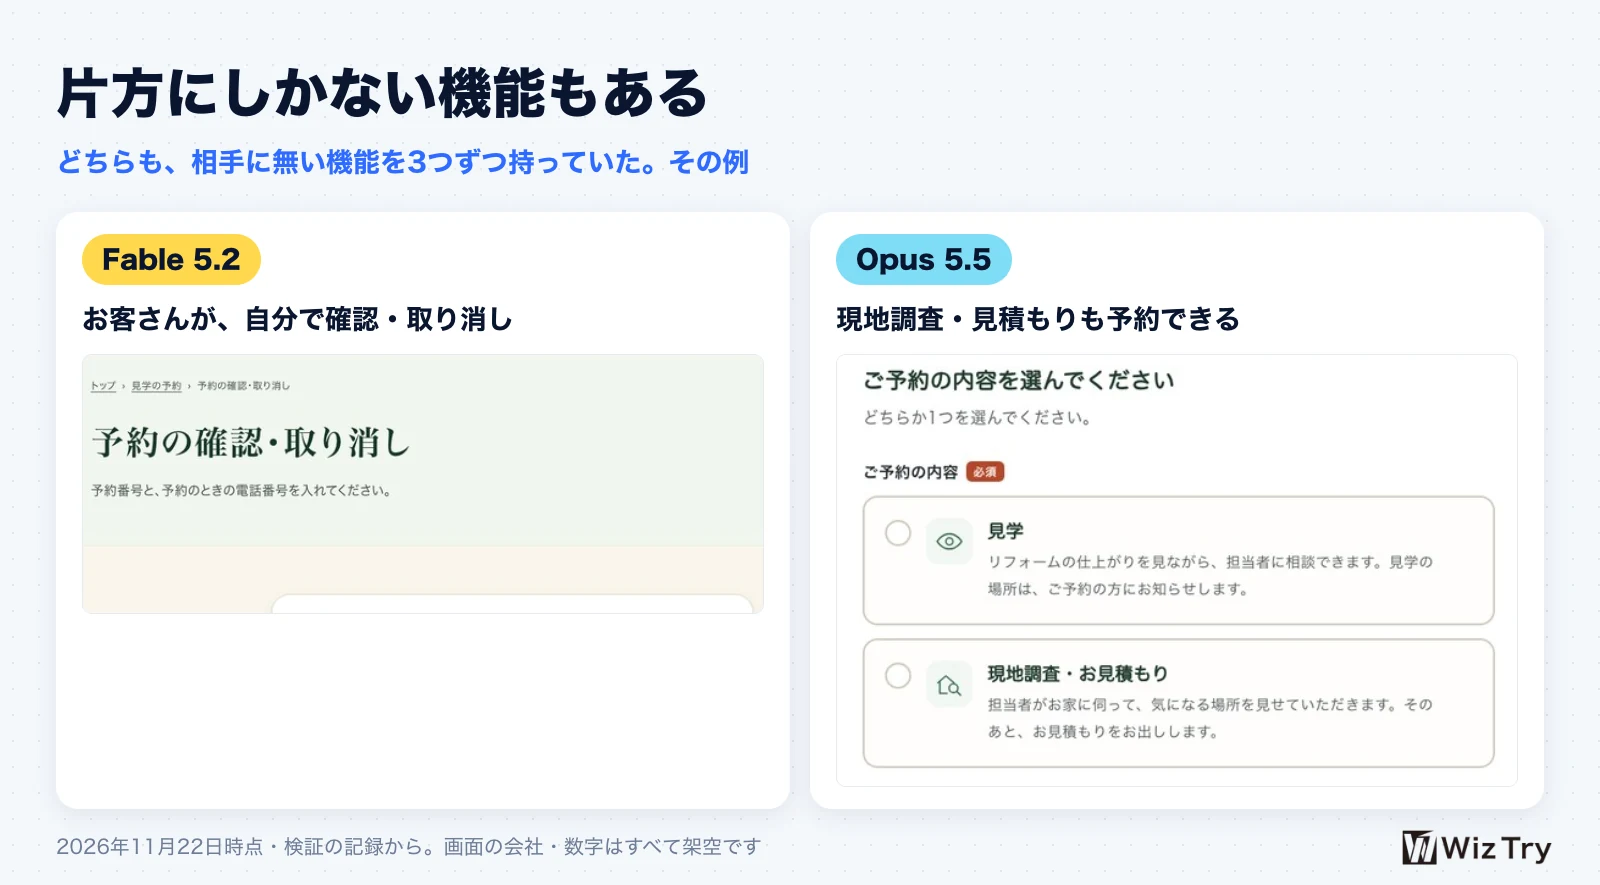 片方にしかない機能もある
どちらも、相手に無い機能を3つずつ持っていた。その例
Fable 5.2
お客さんが、自分で確認・取り消し
トップ › 見学の予約 › 予約の確認・取り消し
予約の確認・取り消し
予約番号と、予約のときの電話番号を入れてください。
Opus 5.5
現地調査・見積もりも予約できる
ご予約の内容を選んでください
どちらか1つを選んでください。
ご予約の内容 必須
見学
リフォームの仕上がりを見ながら、担当者に相談できます。見学の
場所は、ご予約の方にお知らせします。
現地調査・お見積もり
担当者がお家に伺って、気になる場所を見せていただきます。その
あと、お見積もりをお出しします。
2026年11月22日時点・検証の記録から。画面の会社・数字はすべて架空です
Wiz Try